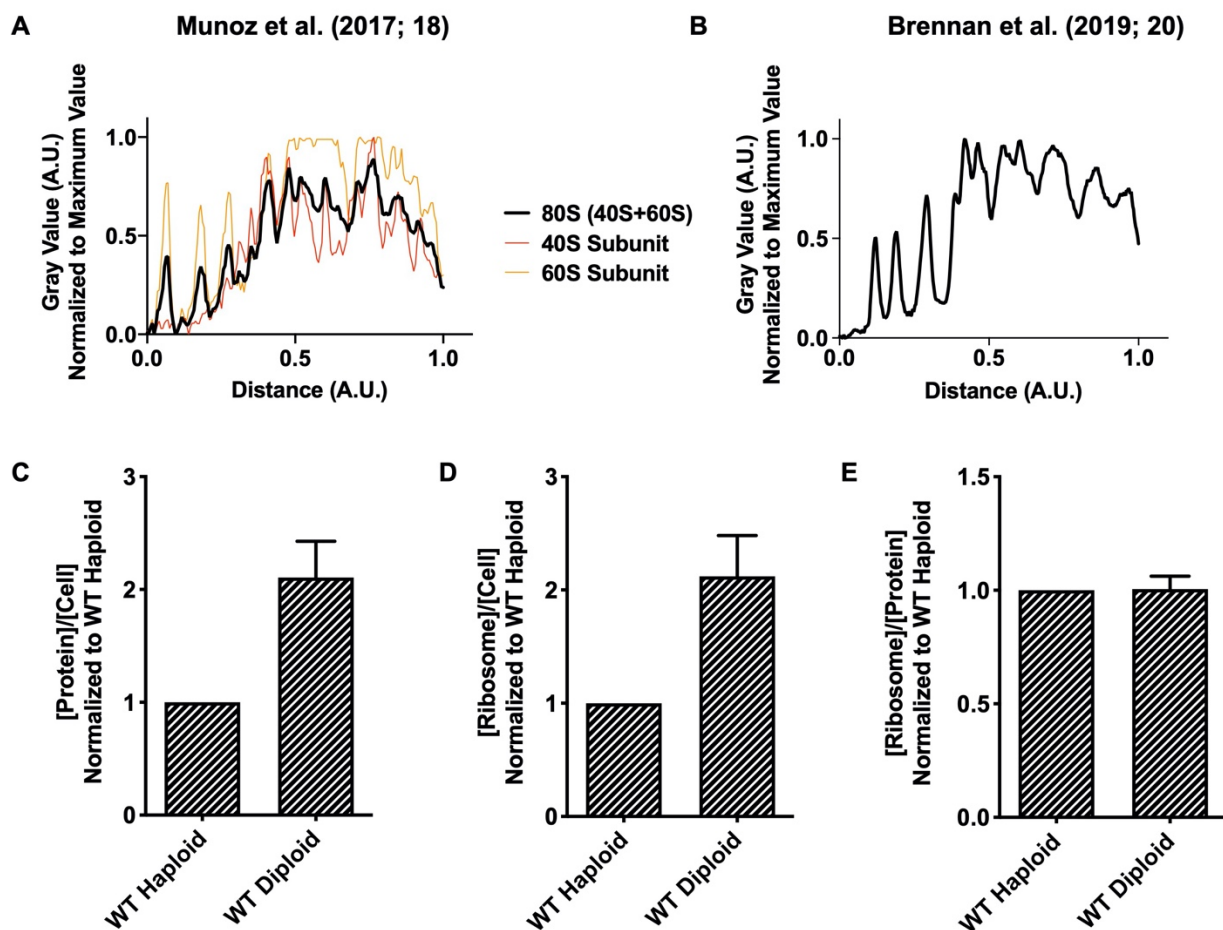 A
Munoz et al. (2017; 18)
Gray Value (A.U.)
Normalized to Maximum Value
1.0
0.5
0.0
0.0
0.5
1.0
Distance (A.U.)
80S (40S+60S)
40S Subunit
60S Subunit
B
Brennan et al. (2019; 20)
Gray Value (A.U.)
Normalized to Maximum Value
1.0
0.5
0.0
0.0
0.5
1.0
Distance (A.U.)
C
[Protein]/[Cell]
Normalized to WT Haploid
3
2
1
0
WT Haploid
WT Diploid
D
[Ribosome]/[Cell]
Normalized to WT Haploid
3
2
1
0
WT Haploid
WT Diploid
E
[Ribosome]/[Protein]
Normalized to WT Haploid
1.5
1.0
0.5
0.0
WT Haploid
WT Diploid